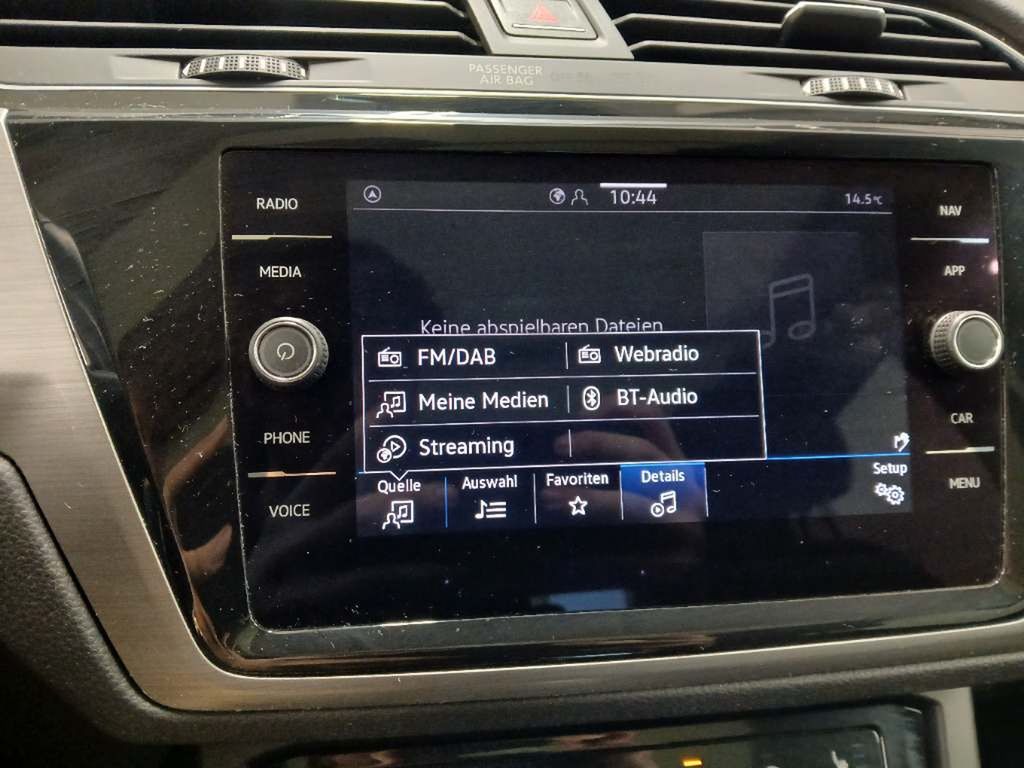 PASSENGER
AIR BAG
RADIO
MEDIA
PHONE
VOICE
10:44
14.5°C
Keine abspielbaren Dateien
FM/DAB
Webradio
Meine Medien
BT-Audio
Streaming
Quelle
Auswahl
Favoriten
Details
Setup
NAV
APP
CAR
MENU